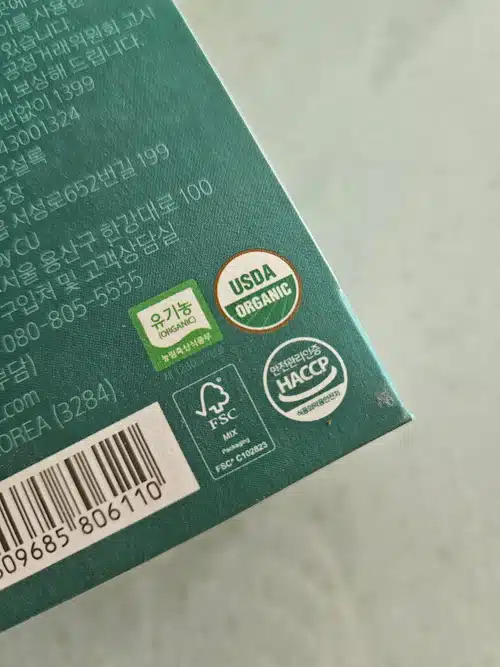 이를 사용한
있습니다.
공정거래위원회 고시
보상해 드립니다.
번없이 1399
43001324
오설록
장
서성로652번길 199
by CU
서울 용산구 한강대로 100
구입처 및 고객상담실
080-805-5555
부담)
.com
KOREA (3284)
유기농
(ORGANIC)
농림축산식품부
USDA
ORGANIC
안전관리인증
HACCP
식품의약품안전처
FSC
MIX
Packaging
FSC® C102823
809685 806110